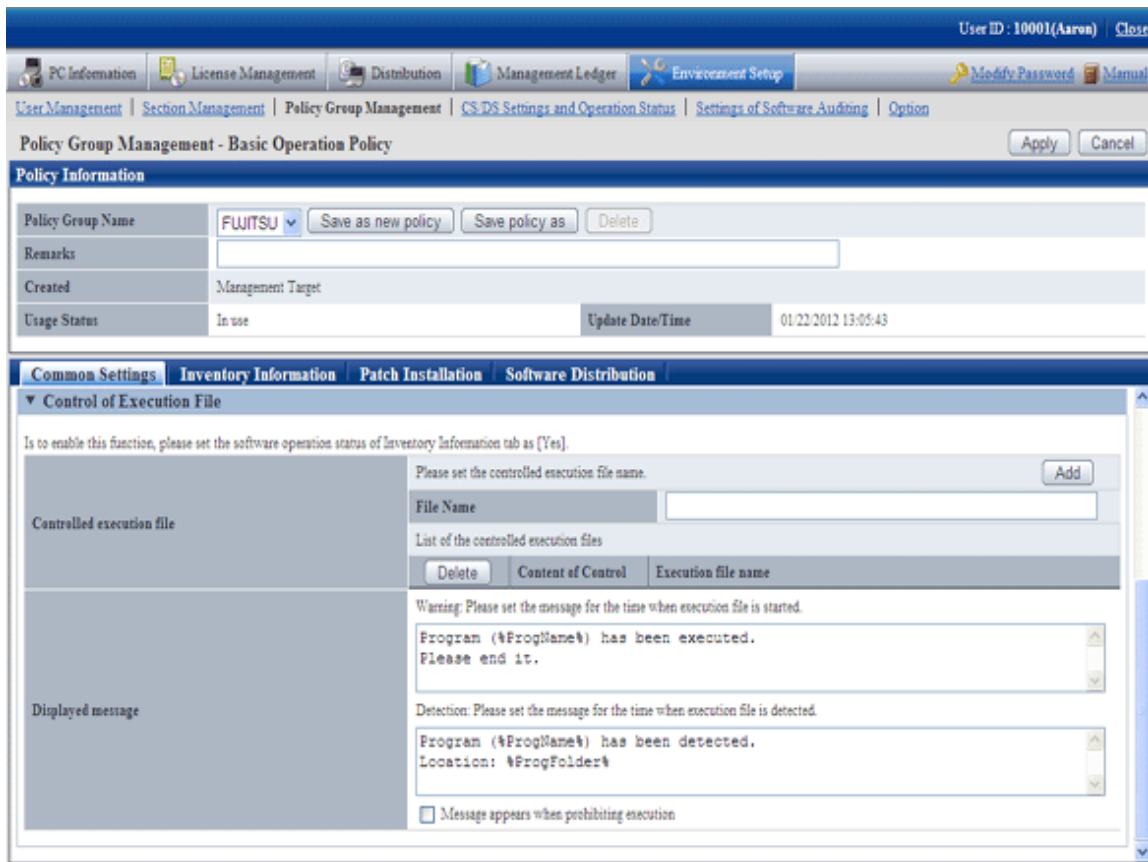 User ID : 10001(Aaron) Close
PC Information License Management Distribution Management Ledger Environment Setup Modify Password Manual
User Management | Section Management | Policy Group Management | CS/DS Settings and Operation Status | Settings of Software Auditing | Option
Policy Group Management - Basic Operation Policy Apply Cancel
Policy Information
Policy Group Name FUJITSU Save as new policy Save policy as Delete
Remarks
Created Management Target
Usage Status In use Update Date/Time 01/22/2012 13:05:43
Common Settings Inventory Information Patch Installation Software Distribution
▼ Control of Execution File
Is to enable this function, please set the software operation status of Inventory Information tab as [Yes].
Please set the controlled execution file name. Add
File Name
Controlled execution file
List of the controlled execution files
Delete Content of Control Execution file name
Warning: Please set the message for the time when execution file is started.
Program (%ProgName%) has been executed.
Please end it.
Displayed message
Detection: Please set the message for the time when execution file is detected.
Program (%ProgName%) has been detected.
Location: %ProgFolder%
Message appears when prohibiting execution